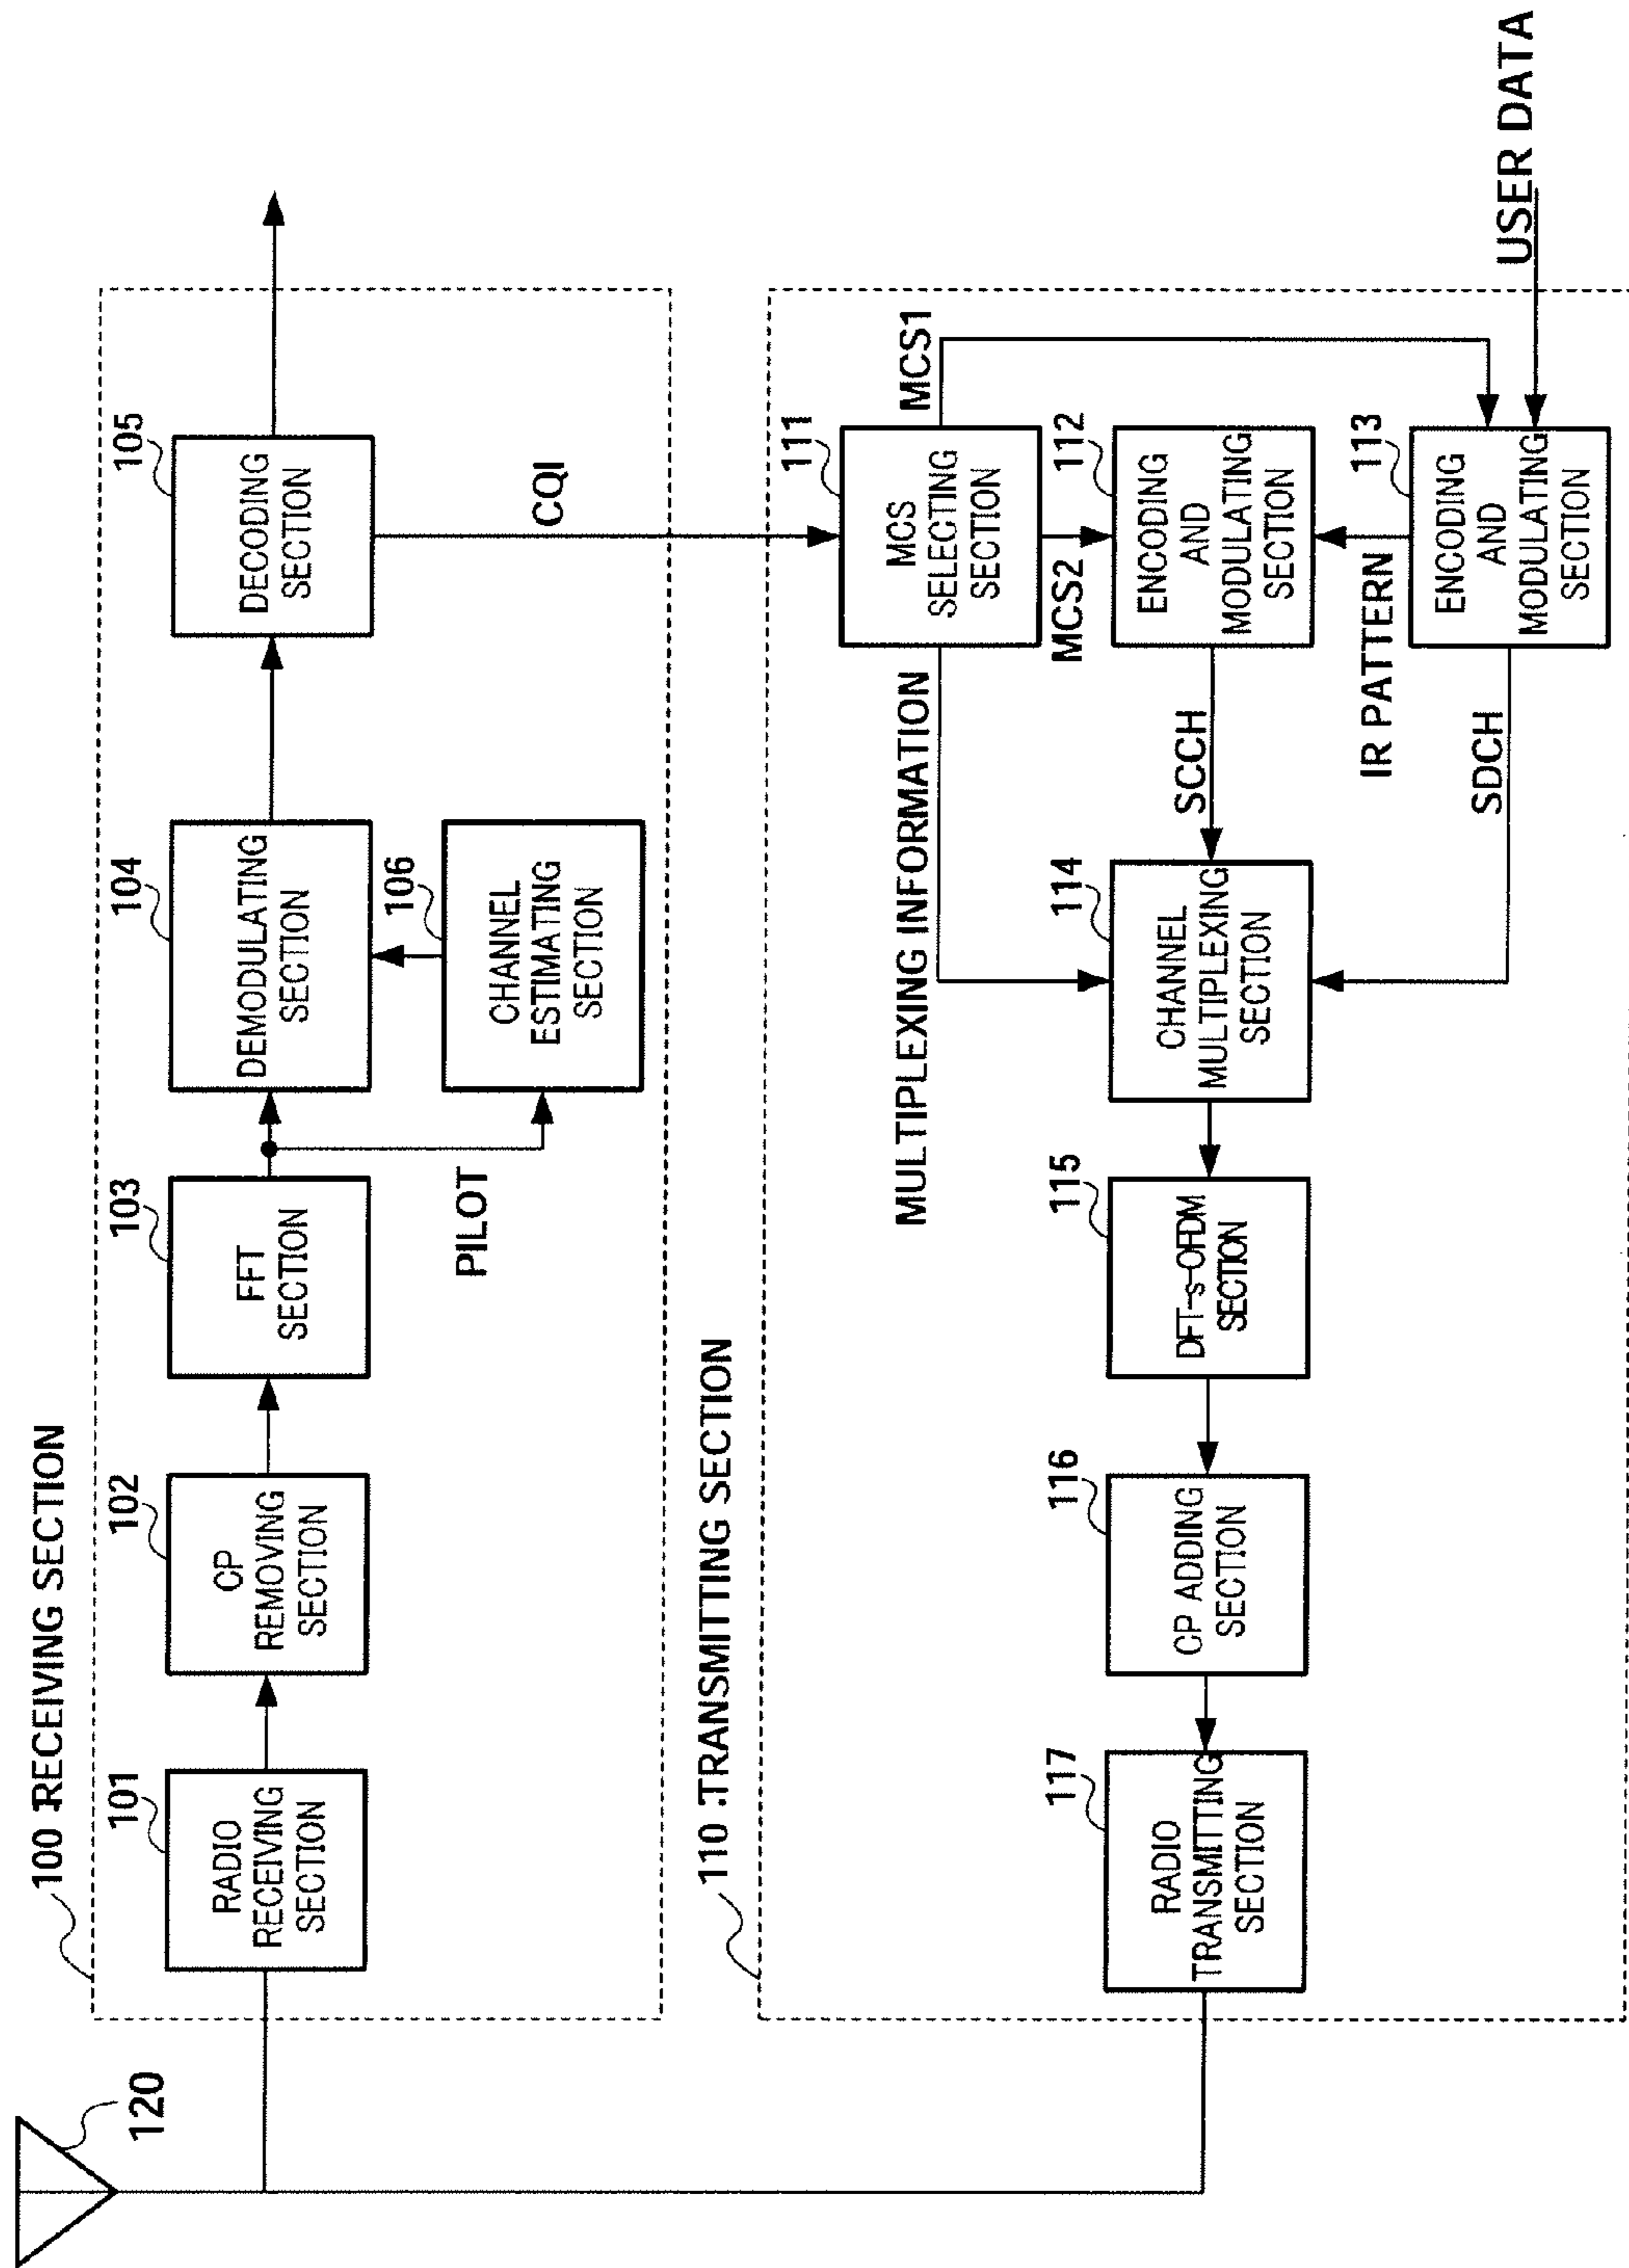 100 RECEIVING SECTION
101
RADIO
RECEIVING
SECTION
102
CP
REMOVING
SECTION
103
FFT
SECTION
PILOT
104
DEMODULATING
SECTION
106
CHANNEL
ESTIMATING
SECTION
105
DECODING
SECTION
CQI
120
110 TRANSMITTING SECTION
117
RADIO
TRANSMITTING
SECTION
116
CP ADDING
SECTION
115
DFT-s-OFDM
SECTION
114
CHANNEL
MULTIPLEXING
SECTION
MULTIPLEXING INFORMATION
SCCH
SDCH
111
MCS
SELECTING
SECTION
MCS1
MCS2
112
ENCODING
AND
MODULATING
SECTION
IR PATTERN
113
ENCODING
AND
MODULATING
SECTION
USER DATA